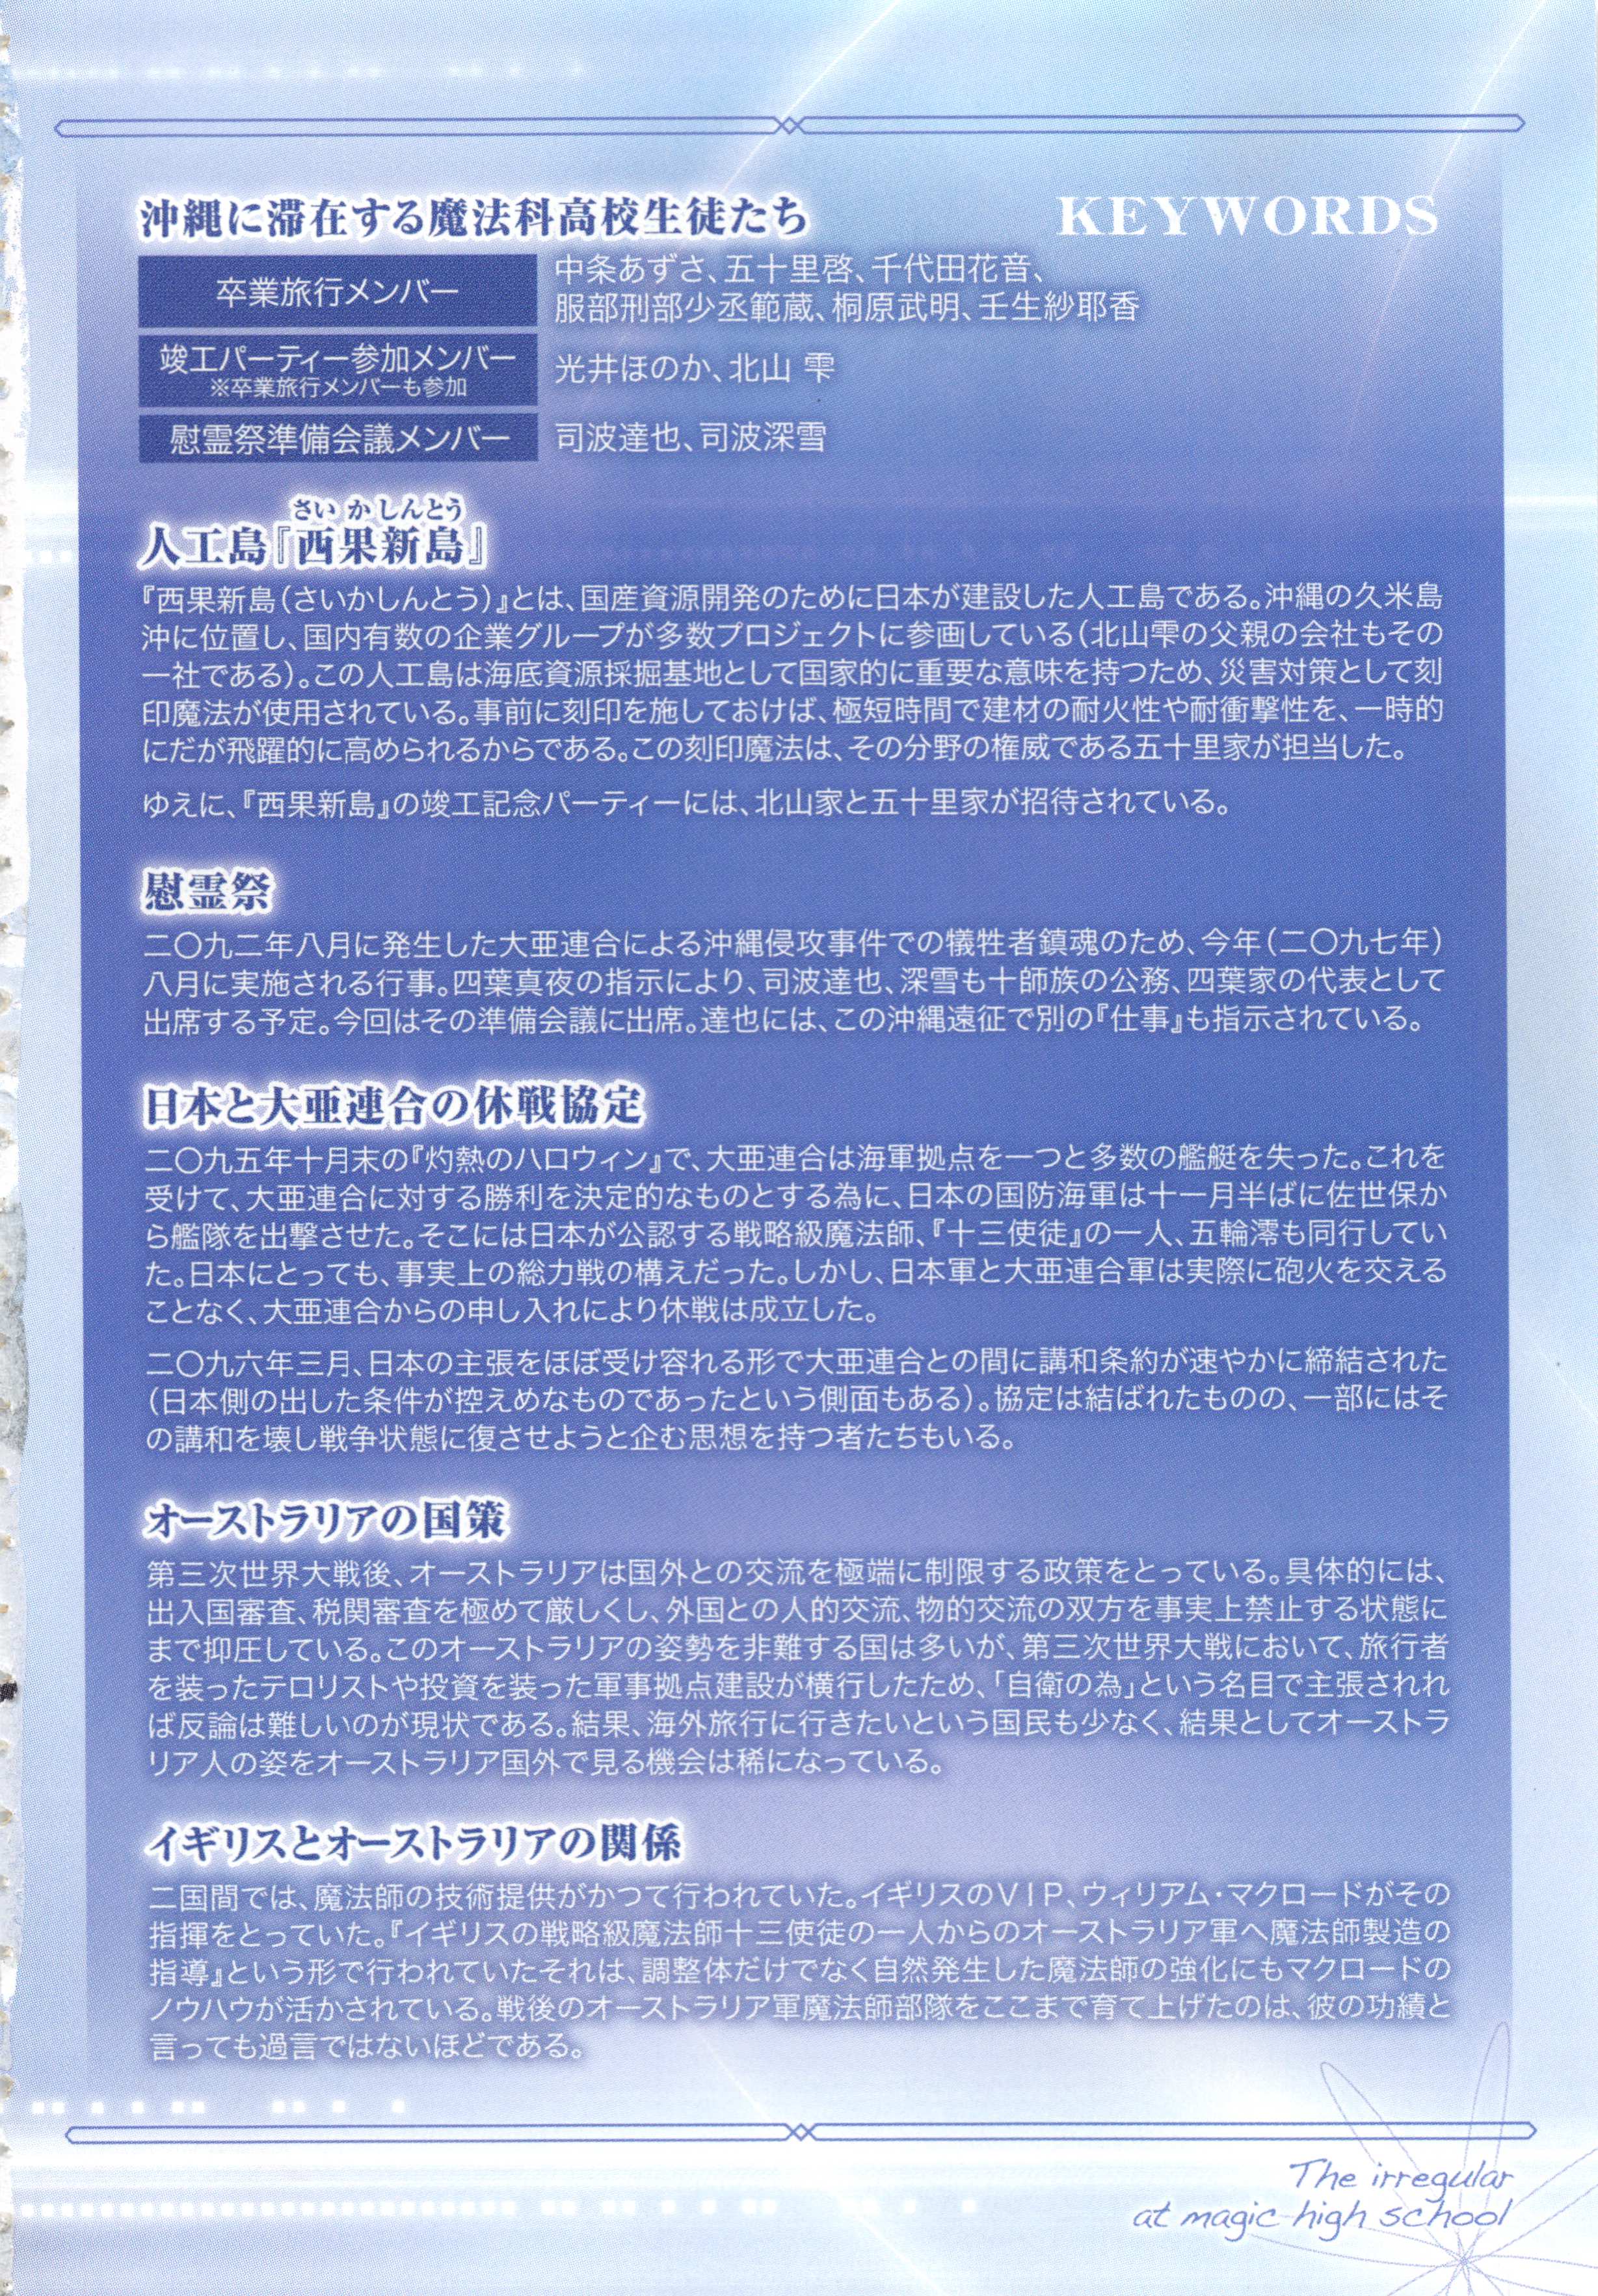 沖縄に滞在する魔法科高校生徒たち
KEYWORDS
卒業旅行メンバー
中条あずさ、五十里啓、千代田花音、
服部刑部少丞範蔵、桐原武明、壬生紗耶香
竣工パーティー参加メンバー
※卒業旅行メンバーも参加
光井ほのか、北山 雫
慰霊祭準備会議メンバー
司波達也、司波深雪
さいかしんとう
人工島『西果新島』
『西果新島（さいかしんとう）』とは、国産資源開発のために日本が建設した人工島である。沖縄の久米島
沖に位置し、国内有数の企業グループが多数プロジェクトに参画している（北山雫の父親の会社もその
一社である）。この人工島は海底資源採掘基地として国家的に重要な意味を持つため、災害対策として刻
印魔法が使用されている。事前に刻印を施しておけば、極短時間で建材の耐火性や耐衝撃性を、一時的
にだが飛躍的に高められるからである。この刻印魔法は、その分野の権威である五十里家が担当した。
ゆえに、『西果新島』の竣工記念パーティーには、北山家と五十里家が招待されている。
慰霊祭
二〇九二年八月に発生した大亜連合による沖縄侵攻事件での犠牲者鎮魂のため、今年（二〇九七年）
八月に実施される行事。四葉真夜の指示により、司波達也、深雪も十師族の公務、四葉家の代表として
出席する予定。今回はその準備会議に出席。達也には、この沖縄遠征で別の『仕事』も指示されている。
日本と大亜連合の休戦協定
二〇九五年十月末の『灼熱のハロウィン』で、大亜連合は海軍拠点を一つと多数の艦艇を失った。これを
受けて、大亜連合に対する勝利を決定的なものとする為に、日本の国防海軍は十一月半ばに佐世保か
ら艦隊を出撃させた。そこには日本が公認する戦略級魔法師、『十三使徒』の一人、五輪澪も同行してい
た。日本にとっても、事実上の総力戦の構えだった。しかし、日本軍と大亜連合軍は実際に砲火を交える
ことなく、大亜連合からの申し入れにより休戦は成立した。
二〇九六年三月、日本の主張をほぼ受け容れる形で大亜連合との間に講和条約が速やかに締結された
（日本側の出した条件が控えめなものであったという側面もある）。協定は結ばれたものの、一部にはそ
の講和を壊し戦争状態に復させようと企む思想を持つ者たちもいる。
オーストラリアの国策
第三次世界大戦後、オーストラリアは国外との交流を極端に制限する政策をとっている。具体的には、
出入国審査、税関審査を極めて厳しくし、外国との人的交流、物的交流の双方を事実上禁止する状態に
まで抑圧している。このオーストラリアの姿勢を非難する国は多いが、第三次世界大戦において、旅行者
を装ったテロリストや投資を装った軍事拠点建設が横行したため、「自衛の為」という名目で主張されれ
ば反論は難しいのが現状である。結果、海外旅行に行きたいという国民も少なく、結果としてオーストラ
リア人の姿をオーストラリア国外で見る機会は稀になっている。
イギリスとオーストラリアの関係
二国間では、魔法師の技術提供がかつて行われていた。イギリスのVIP、ウィリアム・マクロードがその
指揮をとっていた。『イギリスの戦略級魔法師十三使徒の一人からのオーストラリア軍へ魔法師製造の
指導』という形で行われていたそれは、調整体だけでなく自然発生した魔法師の強化にもマクロードの
ノウハウが活かされている。戦後のオーストラリア軍魔法師部隊をここまで育て上げたのは、彼の功績と
言っても過言ではないほどである。
The irregular
at magic high school